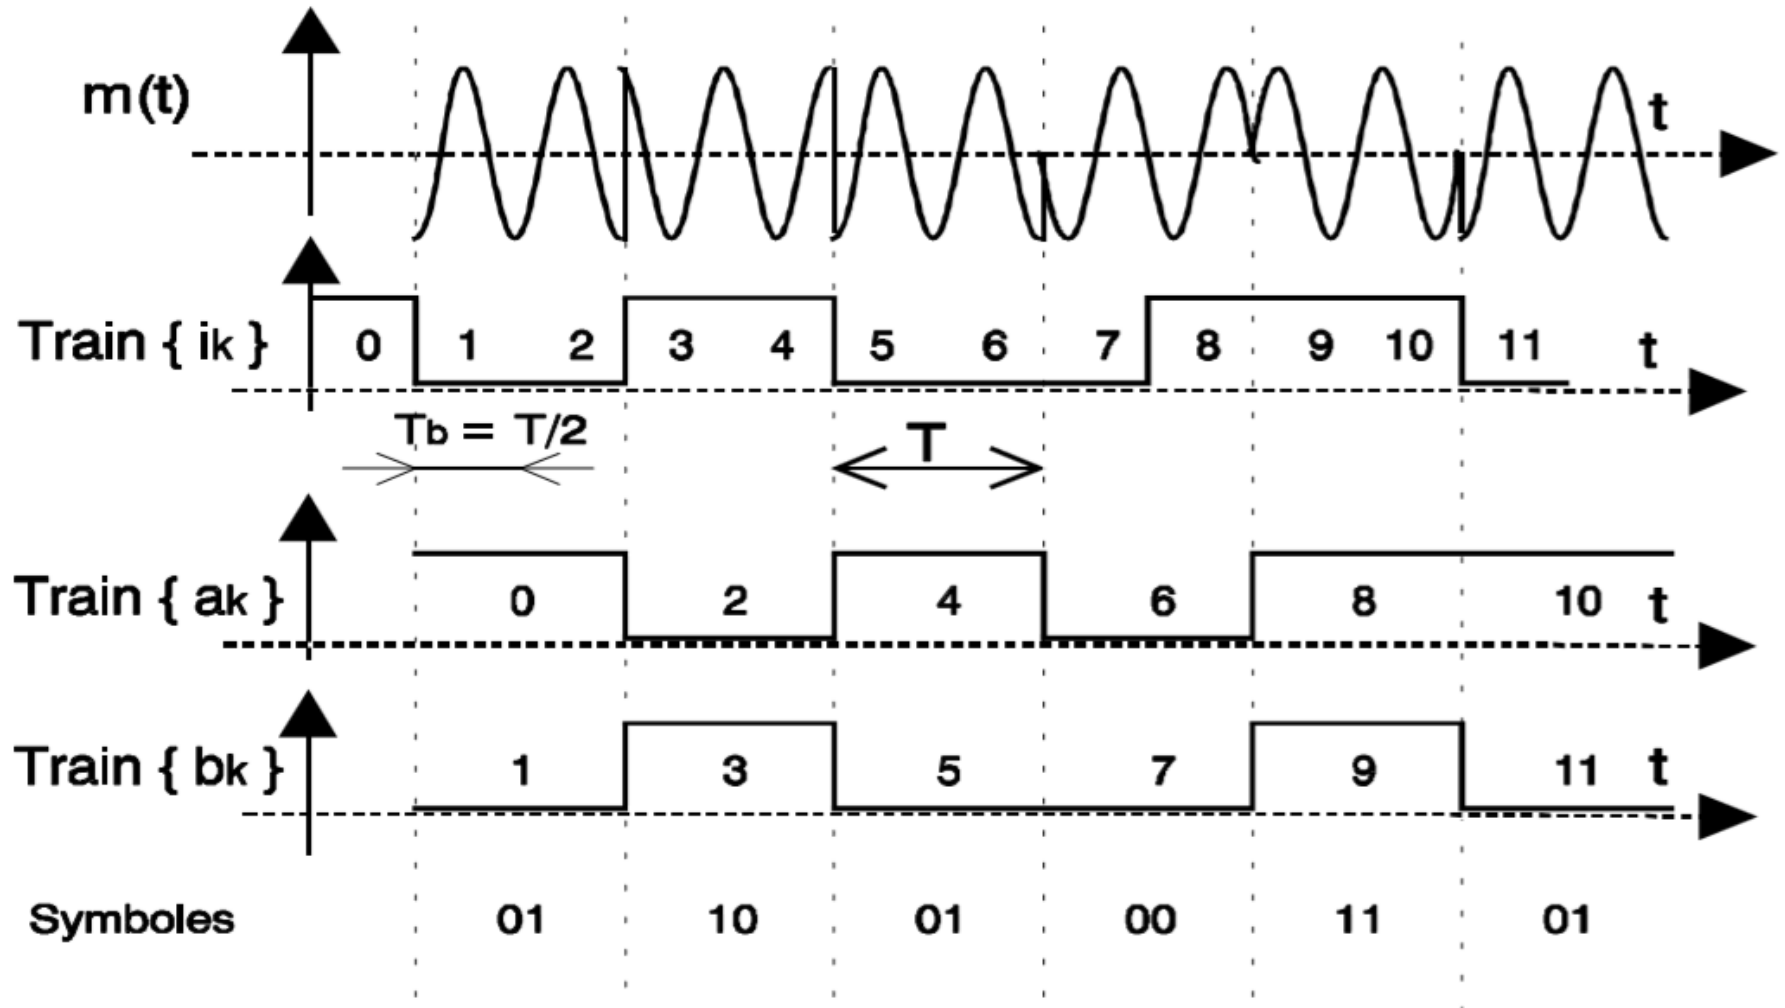 m(t) t
Train { ik } 0 1 2 3 4 5 6 7 8 9 10 11 t
Tb = T/2 T
Train { ak } 0 2 4 6 8 10 t
Train { bk } 1 3 5 7 9 11 t
Symboles 01 10 01 00 11 01